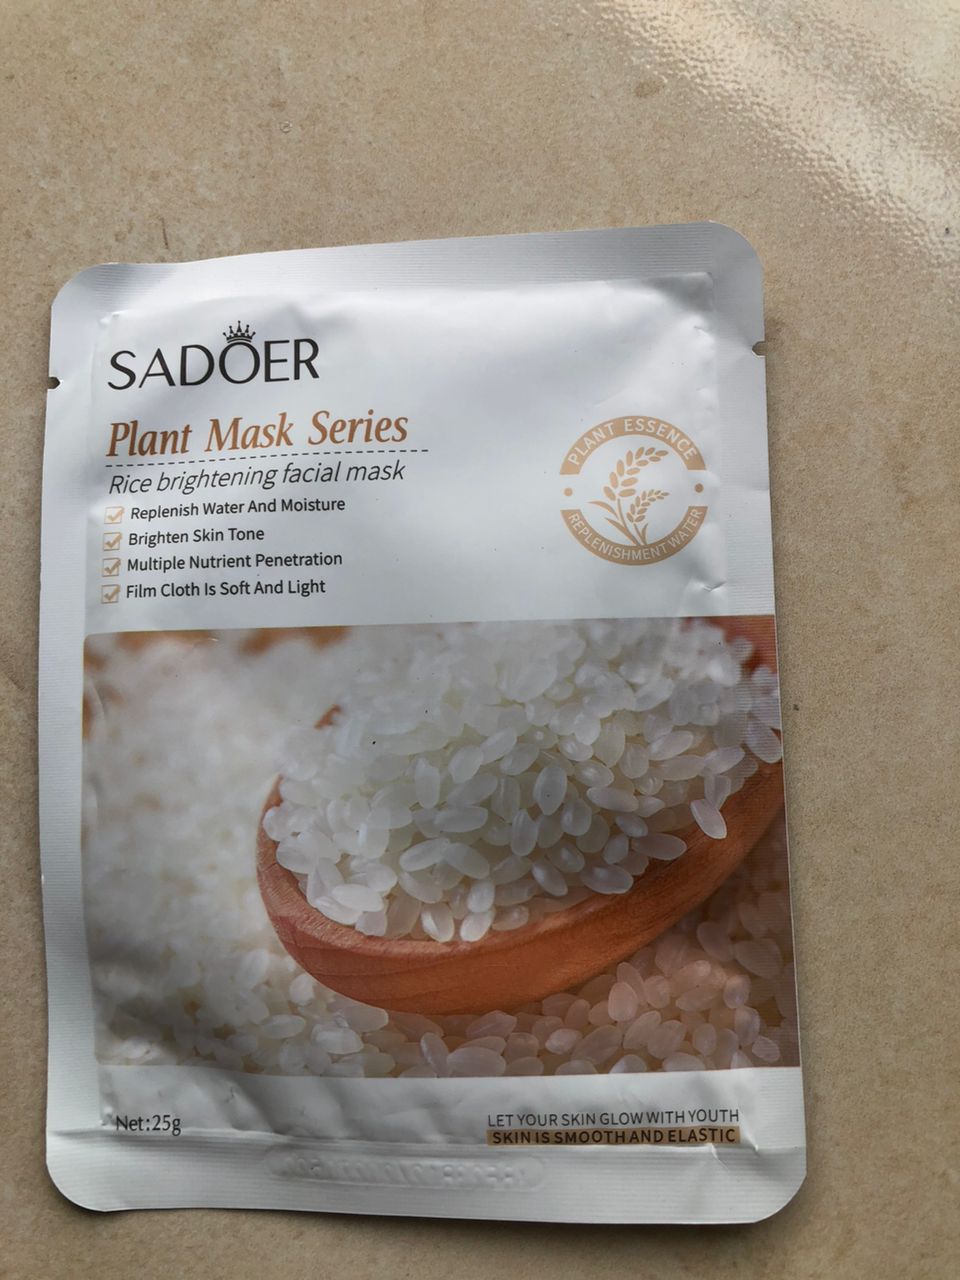 SADOER
Plant Mask Series
Rice brightening facial mask
Replenish Water And Moisture
Brighten Skin Tone
Multiple Nutrient Penetration
Film Cloth Is Soft And Light
PLANT ESSENCE
REPLENISHMENT WATER
Net:25g
LET YOUR SKIN GLOW WITH YOUTH
SKIN IS SMOOTH AND ELASTIC